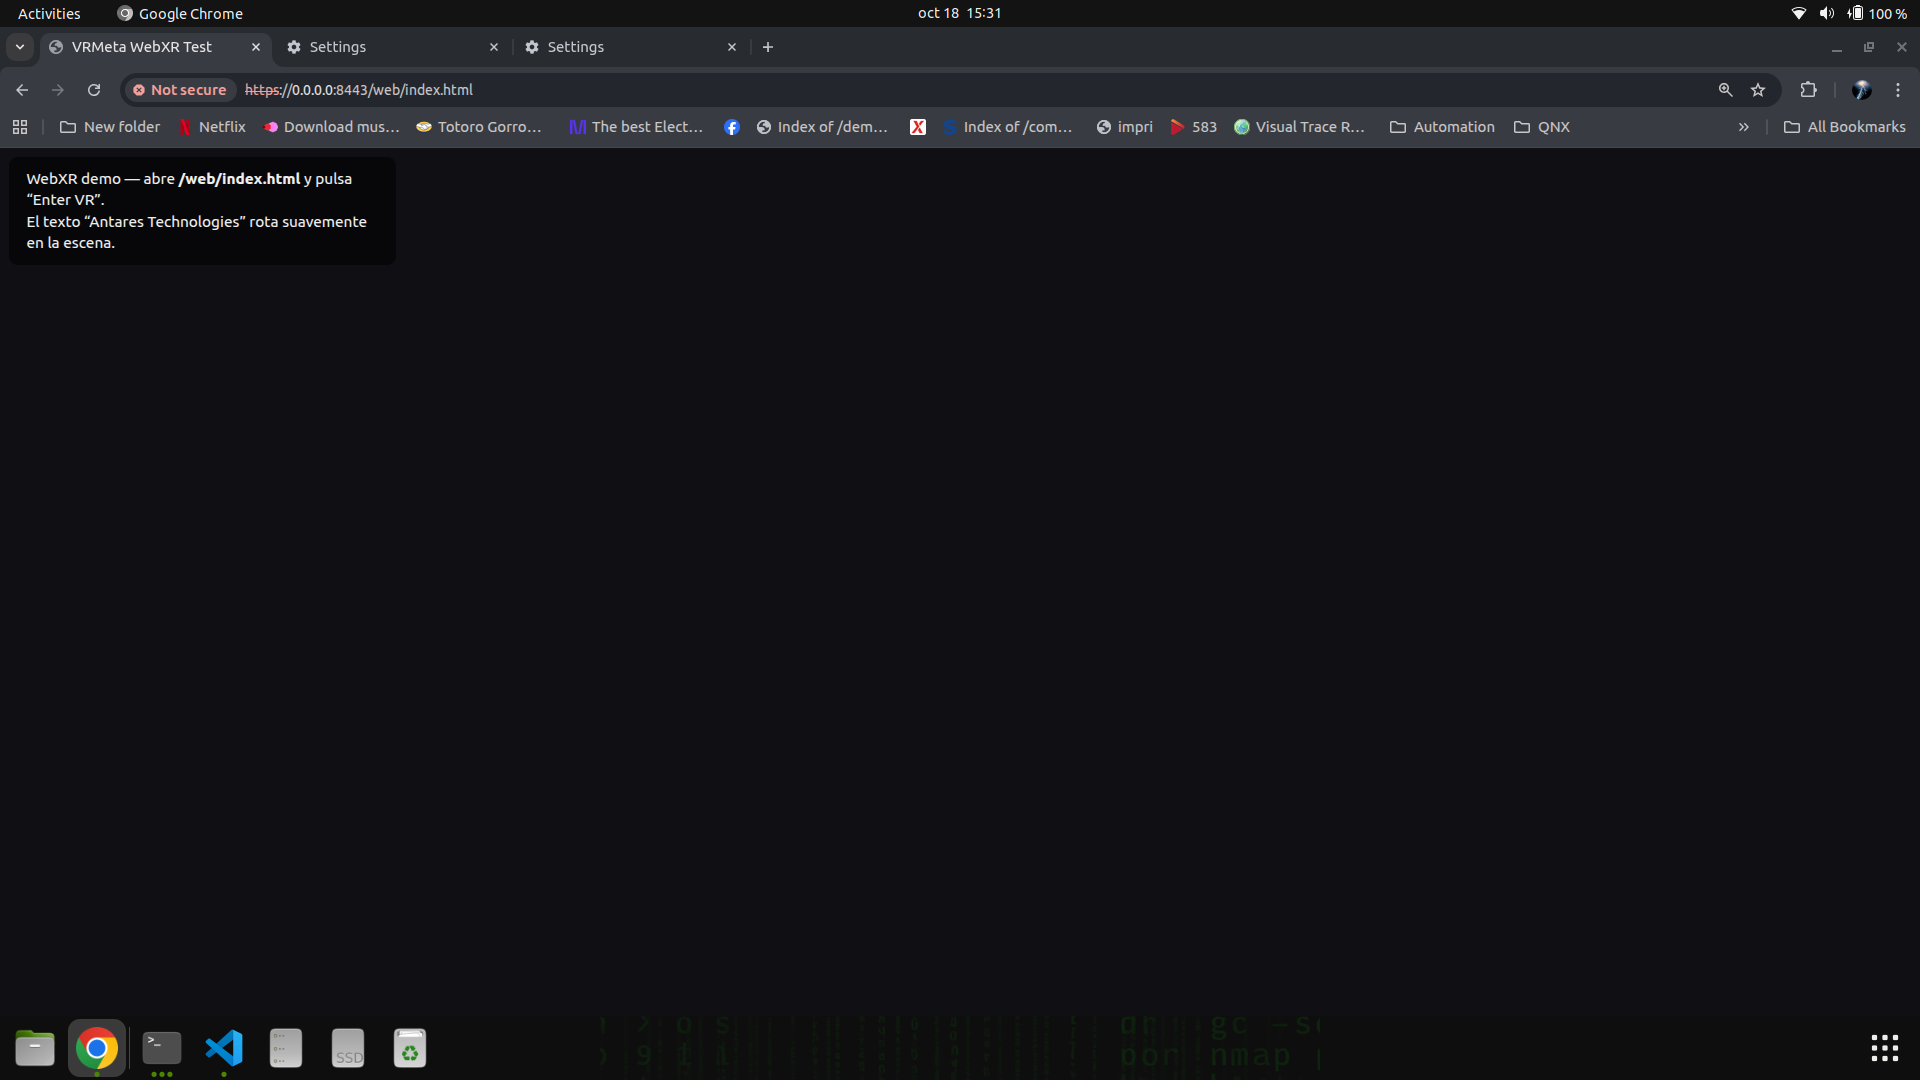 Activities
Google Chrome
oct 18 15:31
100 %
VRMeta WebXR Test
Settings
Settings
Not secure
https://0.0.0.0:8443/web/index.html
New folder
Netflix
Download mus...
Totoro Gorro...
The best Elect...
Index of /dem...
Index of /com...
impri
583
Visual Trace R...
Automation
QNX
All Bookmarks
WebXR demo — abre /web/index.html y pulsa
“Enter VR”.
El texto “Antares Technologies” rota suavemente
en la escena.
SSD
nmap